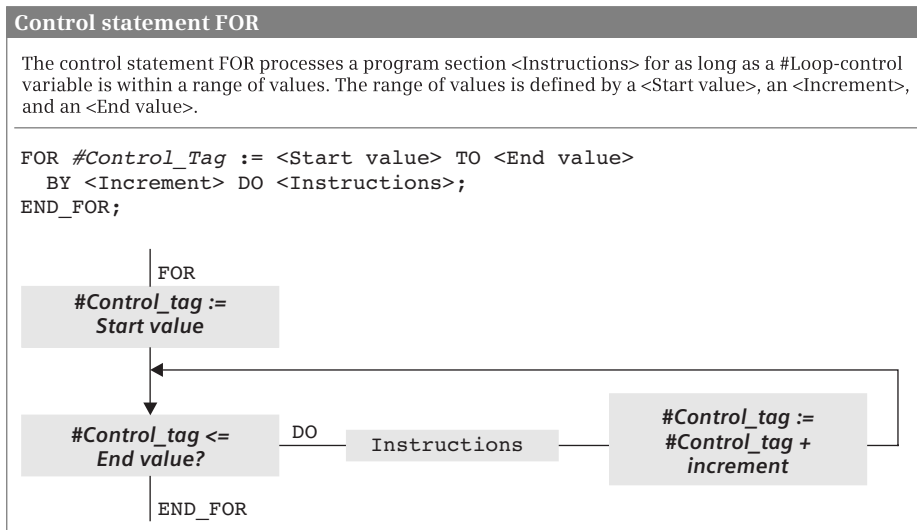 Control statement FOR
The control statement FOR processes a program section <Instructions> for as long as a #Loop-control
variable is within a range of values. The range of values is defined by a <Start value>, an <Increment>,
and an <End value>.
FOR #Control_Tag := <Start value> TO <End value>
BY <Increment> DO <Instructions>;
END_FOR;
FOR
#Control_tag :=
Start value
#Control_tag <=
End value?
DO
Instructions
#Control_tag :=
#Control_tag +
increment
END_FOR